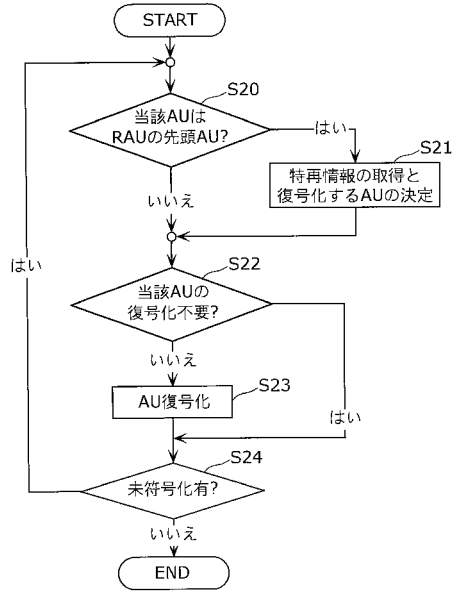 START
S20
当該AUは
RAUの先頭AU?
はい
S21
特再情報の取得と
復号化するAUの決定
いいえ
はい
S22
当該AUの
復号化不要?
いいえ
S23
AU復号化
はい
S24
未符号化有?
いいえ
END